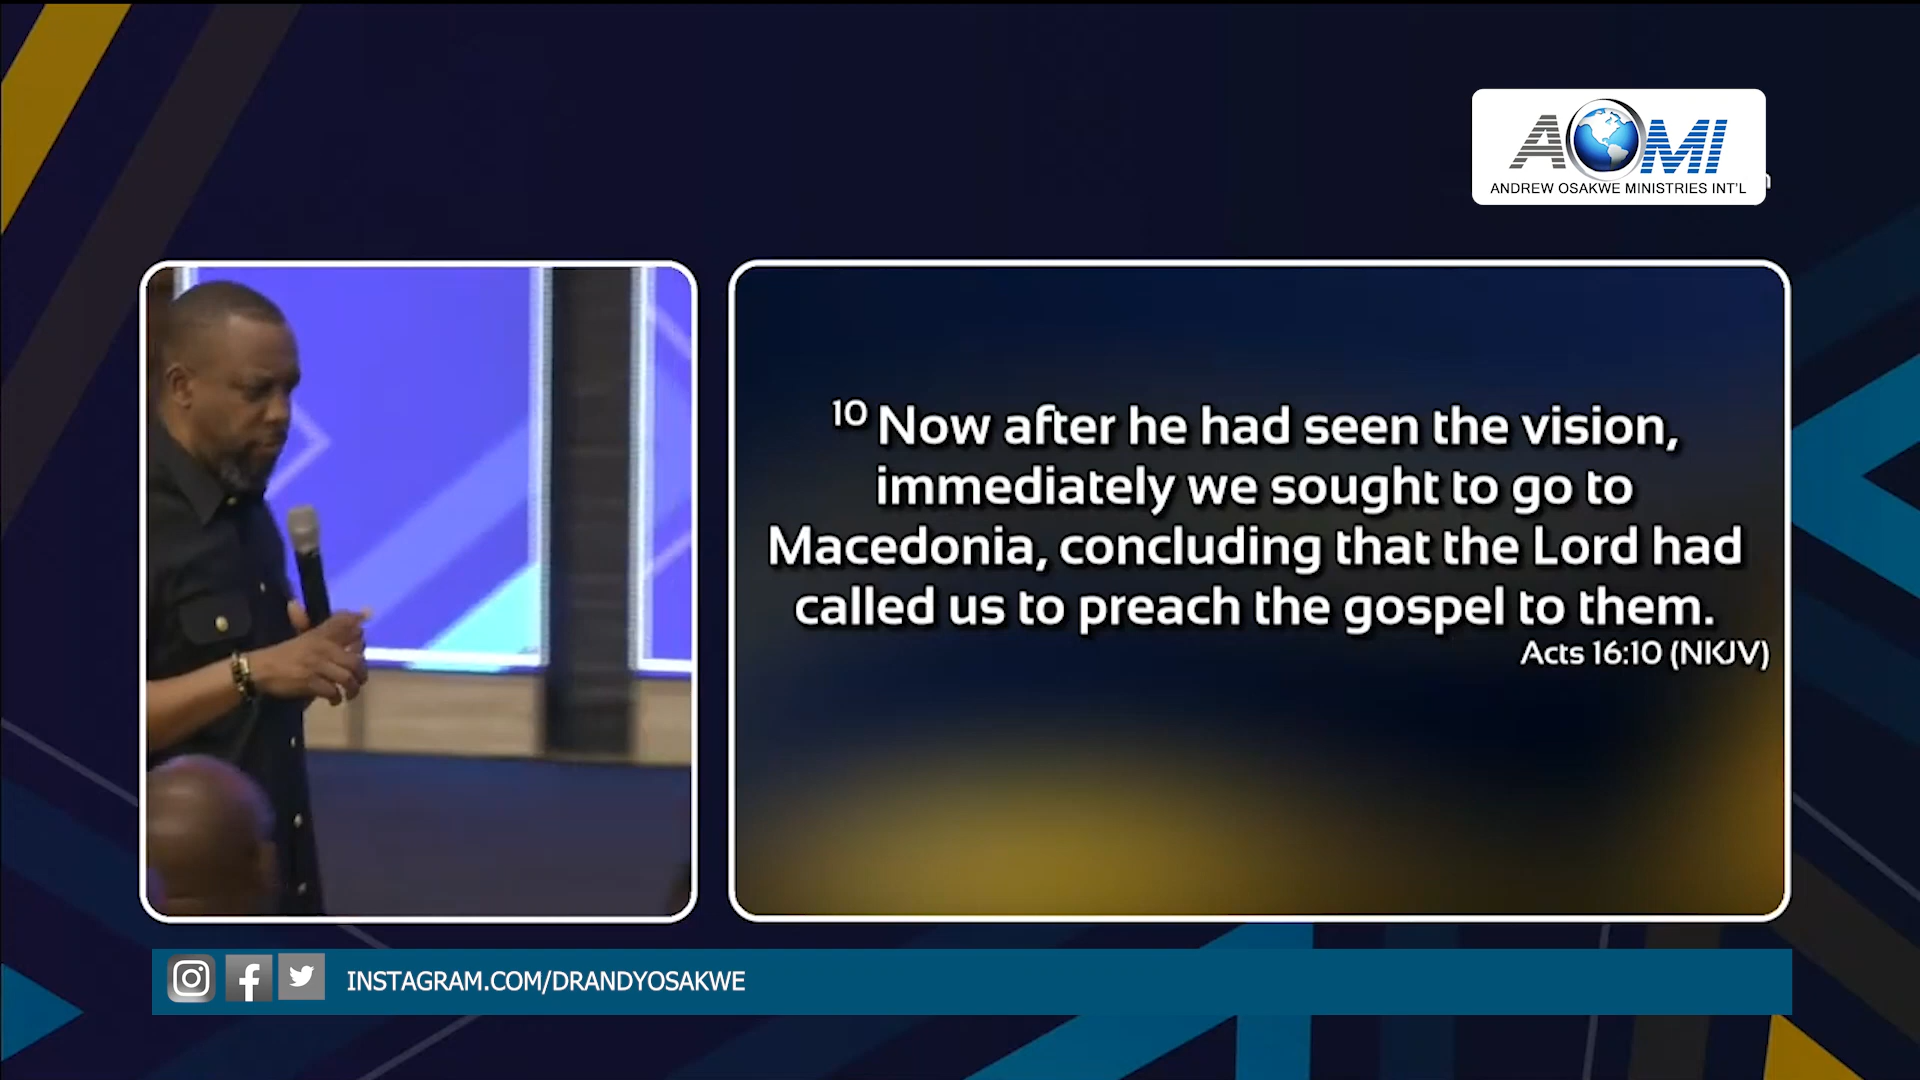 AOMI
ANDREW OSAKWE MINISTRIES INT'L
10 Now after he had seen the vision,
immediately we sought to go to
Macedonia, concluding that the Lord had
called us to preach the gospel to them.
Acts 16:10 (NKJV)
INSTAGRAM.COM/DRANDYOSAKWE